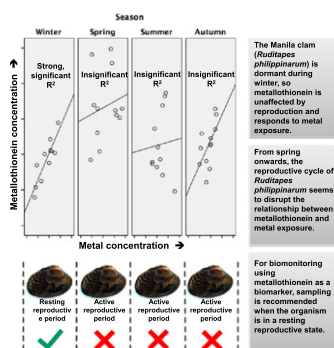 Season
Winter Spring Summer Autumn
Strong,
significant
R²
Insignificant
R²
Insignificant
R²
Insignificant
R²
Metallothionein concentration ➔
Metal concentration ➔
The Manila clam
(Ruditapes
philippinarum) is
dormant during
winter, so
metallothionein is
unaffected by
reproduction and
responds to metal
exposure.
From spring
onwards, the
reproductive cycle of
Ruditapes
philippinarum seems
to disrupt the
relationship between
metallothionein and
metal exposure.
Resting
reproductiv
e period
Active
reproductive
period
Active
reproductive
period
Active
reproductive
period
For biomonitoring
using
metallothionein as a
biomarker, sampling
is recommended
when the organism
is in a resting
reproductive state.